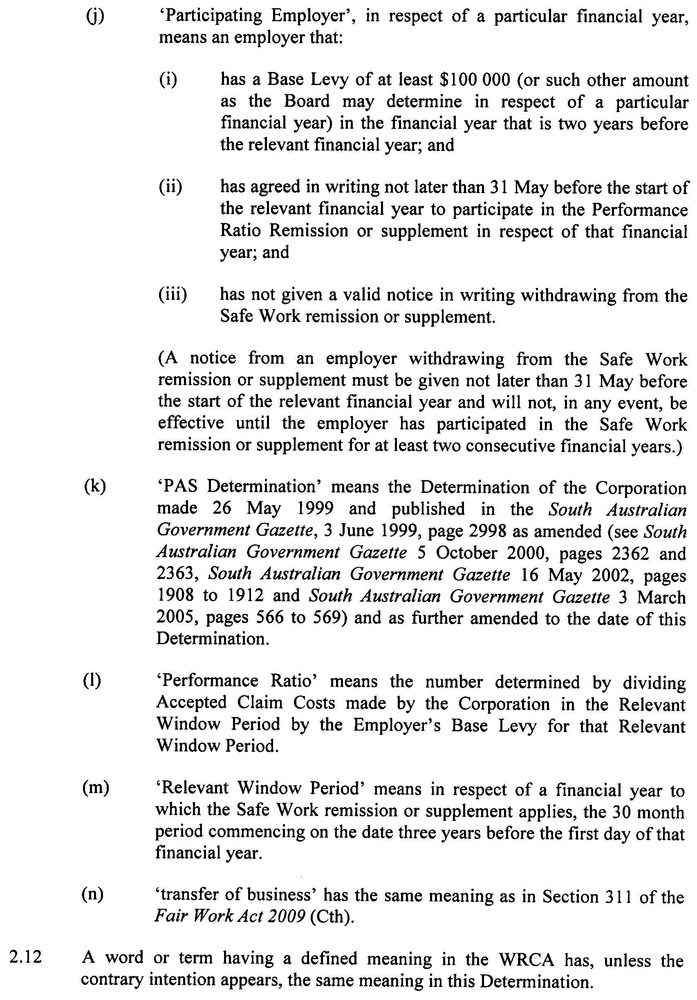 (j) ‘Participating Employer’, in respect of a particular financial year,
means an employer that:
(i) has a Base Levy of at least $100 000 (or such other amount
as the Board may determine in respect of a particular
financial year) in the financial year that is two years before
the relevant financial year; and
(ii) has agreed in writing not later than 31 May before the start of
the relevant financial year to participate in the Performance
Ratio Remission or supplement in respect of that financial
year; and
(iii) has not given a valid notice in writing withdrawing from the
Safe Work remission or supplement.
(A notice from an employer withdrawing from the Safe Work
remission or supplement must be given not later than 31 May before
the start of the relevant financial year and will not, in any event, be
effective until the employer has participated in the Safe Work
remission or supplement for at least two consecutive financial years.)
(k) ‘PAS Determination’ means the Determination of the Corporation
made 26 May 1999 and published in the South Australian
Government Gazette, 3 June 1999, page 2998 as amended (see South
Australian Government Gazette 5 October 2000, pages 2362 and
2363, South Australian Government Gazette 16 May 2002, pages
1908 to 1912 and South Australian Government Gazette 3 March
2005, pages 566 to 569) and as further amended to the date of this
Determination.
(l) ‘Performance Ratio’ means the number determined by dividing
Accepted Claim Costs made by the Corporation in the Relevant
Window Period by the Employer’s Base Levy for that Relevant
Window Period.
(m) ‘Relevant Window Period’ means in respect of a financial year to
which the Safe Work remission or supplement applies, the 30 month
period commencing on the date three years before the first day of that
financial year.
(n) ‘transfer of business’ has the same meaning as in Section 311 of the
Fair Work Act 2009 (Cth).
2.12 A word or term having a defined meaning in the WRCA has, unless the
contrary intention appears, the same meaning in this Determination.